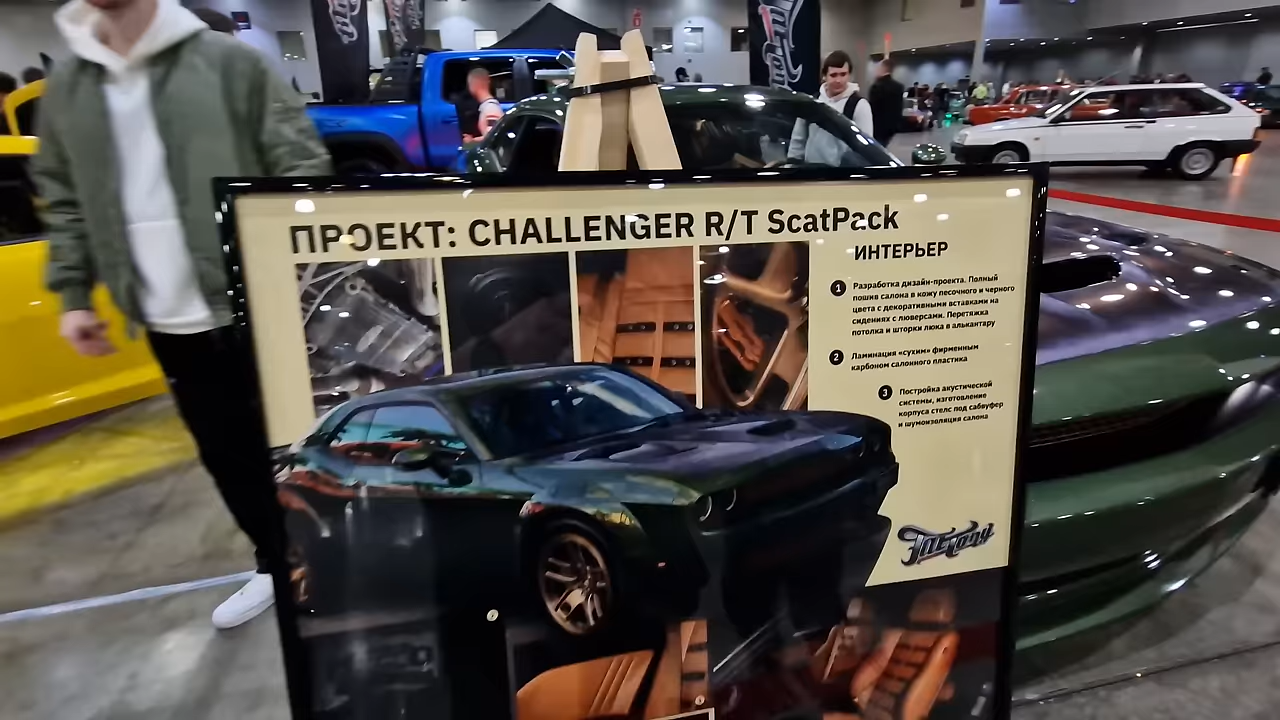 ПРОЕКТ: CHALLENGER R/T ScatPack
ИНТЕРЬЕР
1 Разработка дизайн-проекта. Полный
пошив салона в кожу песочного и черного
цвета с декоративными вставками на
сидениях с люверсами. Перетяжка
потолка и шторки люка в алькантару
2 Ламинация «сухим» фирменным
карбоном салонного пластика
3 Постройка акустической
системы, изготовление
корпуса стелс под сабвуфер
и шумоизоляция салона
Factory